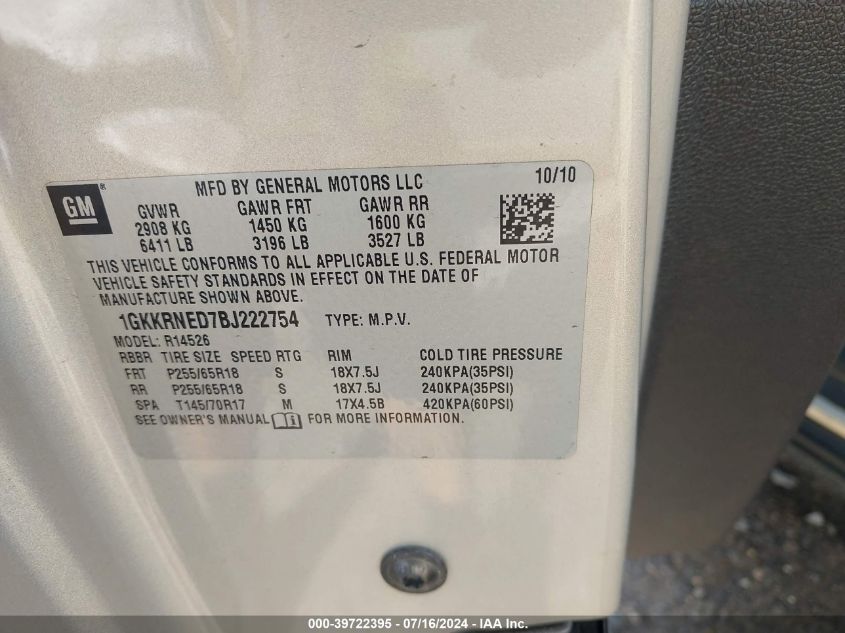 GM®
MFD BY GENERAL MOTORS LLC 10/10
GVWR GAWR FRT GAWR RR
2908 KG 1450 KG 1600 KG
6411 LB 3196 LB 3527 LB
THIS VEHICLE CONFORMS TO ALL APPLICABLE U.S. FEDERAL MOTOR
VEHICLE SAFETY STANDARDS IN EFFECT ON THE DATE OF
MANUFACTURE SHOWN ABOVE.
1GKKRNED7BJ222754 TYPE: M.P.V.
MODEL: R14526
RBBR TIRE SIZE SPEED RTG RIM COLD TIRE PRESSURE
FRT P255/65R18 S 18X7.5J 240KPA(35PSI)
RR P255/65R18 S 18X7.5J 240KPA(35PSI)
SPA T145/70R17 M 17X4.5B 420KPA(60PSI)
SEE OWNER'S MANUAL FOR MORE INFORMATION.
000-39722395 - 07/16/2024 - IAA Inc.